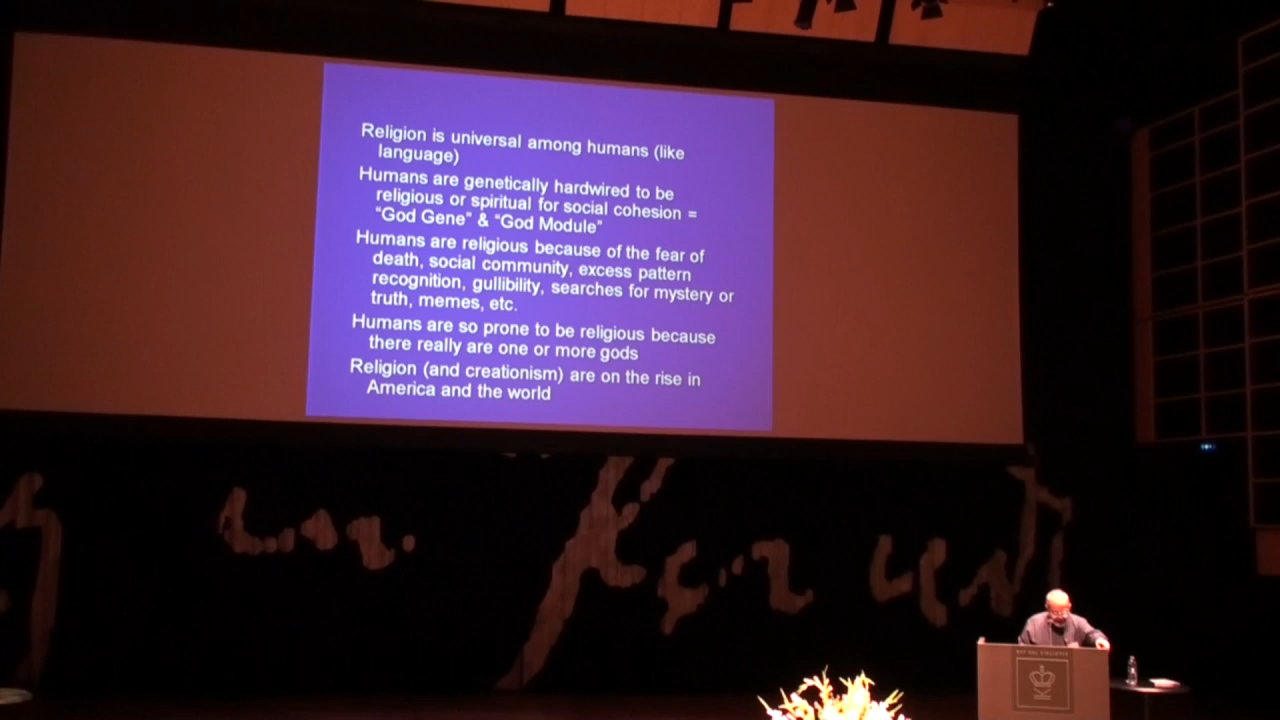 Religion is universal among humans (like
language)
Humans are genetically hardwired to be
religious or spiritual for social cohesion =
"God Gene" & "God Module"
Humans are religious because of the fear of
death, social community, excess pattern
recognition, gullibility, searches for mystery or
truth, memes, etc.
Humans are so prone to be religious because
there really are one or more gods
Religion (and creationism) are on the rise in
America and the world